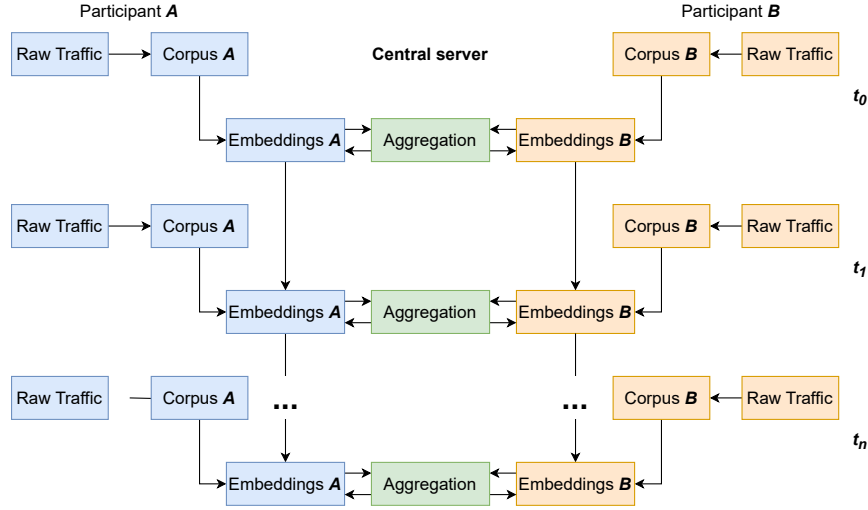 Participant A
Participant B
Raw Traffic
Corpus A
Central server
Corpus B
Raw Traffic
t0
Embeddings A
Aggregation
Embeddings B
Raw Traffic
Corpus A
Corpus B
Raw Traffic
t1
Embeddings A
Aggregation
Embeddings B
Raw Traffic
Corpus A
...
...
Corpus B
Raw Traffic
tn
Embeddings A
Aggregation
Embeddings B